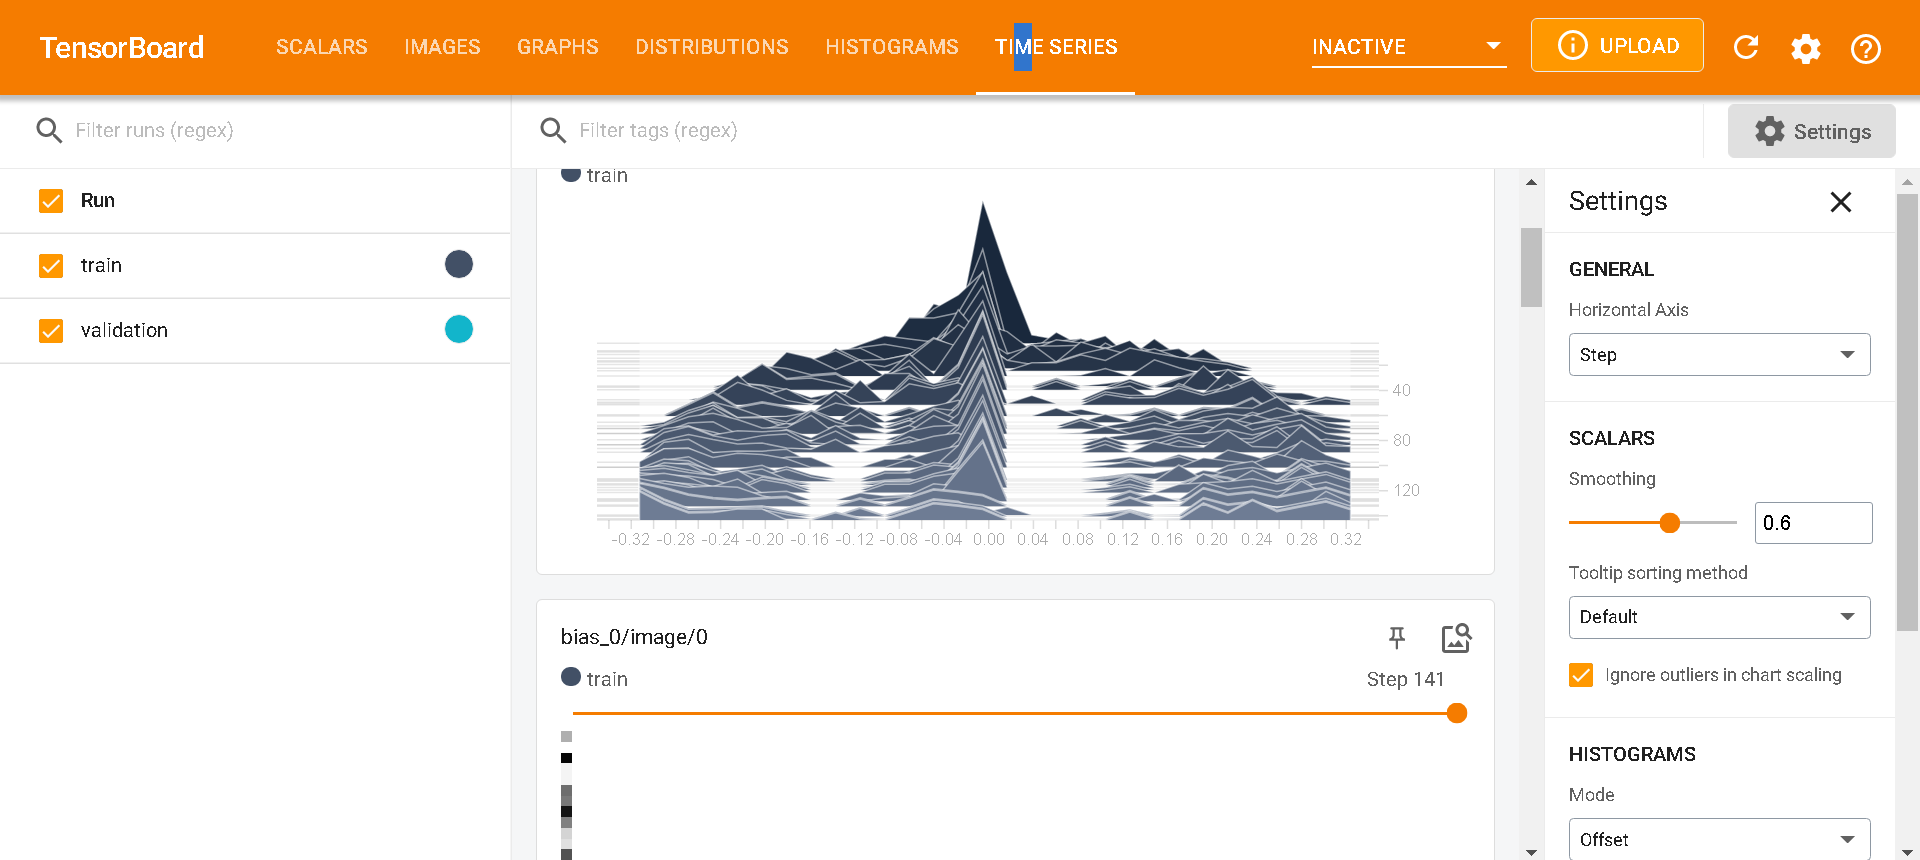 TensorBoard
SCALARS
IMAGES
GRAPHS
DISTRIBUTIONS
HISTOGRAMS
TIME SERIES
INACTIVE
UPLOAD
Filter runs (regex)
Filter tags (regex)
Settings
Run
train
validation
train
40
80
120
-0.32 -0.28 -0.24 -0.20 -0.16 -0.12 -0.08 -0.04 0.00 0.04 0.08 0.12 0.16 0.20 0.24 0.28 0.32
bias_0/image/0
train
Step 141
Settings
GENERAL
Horizontal Axis
Step
SCALARS
Smoothing
0.6
Tooltip sorting method
Default
Ignore outliers in chart scaling
HISTOGRAMS
Mode
Offset